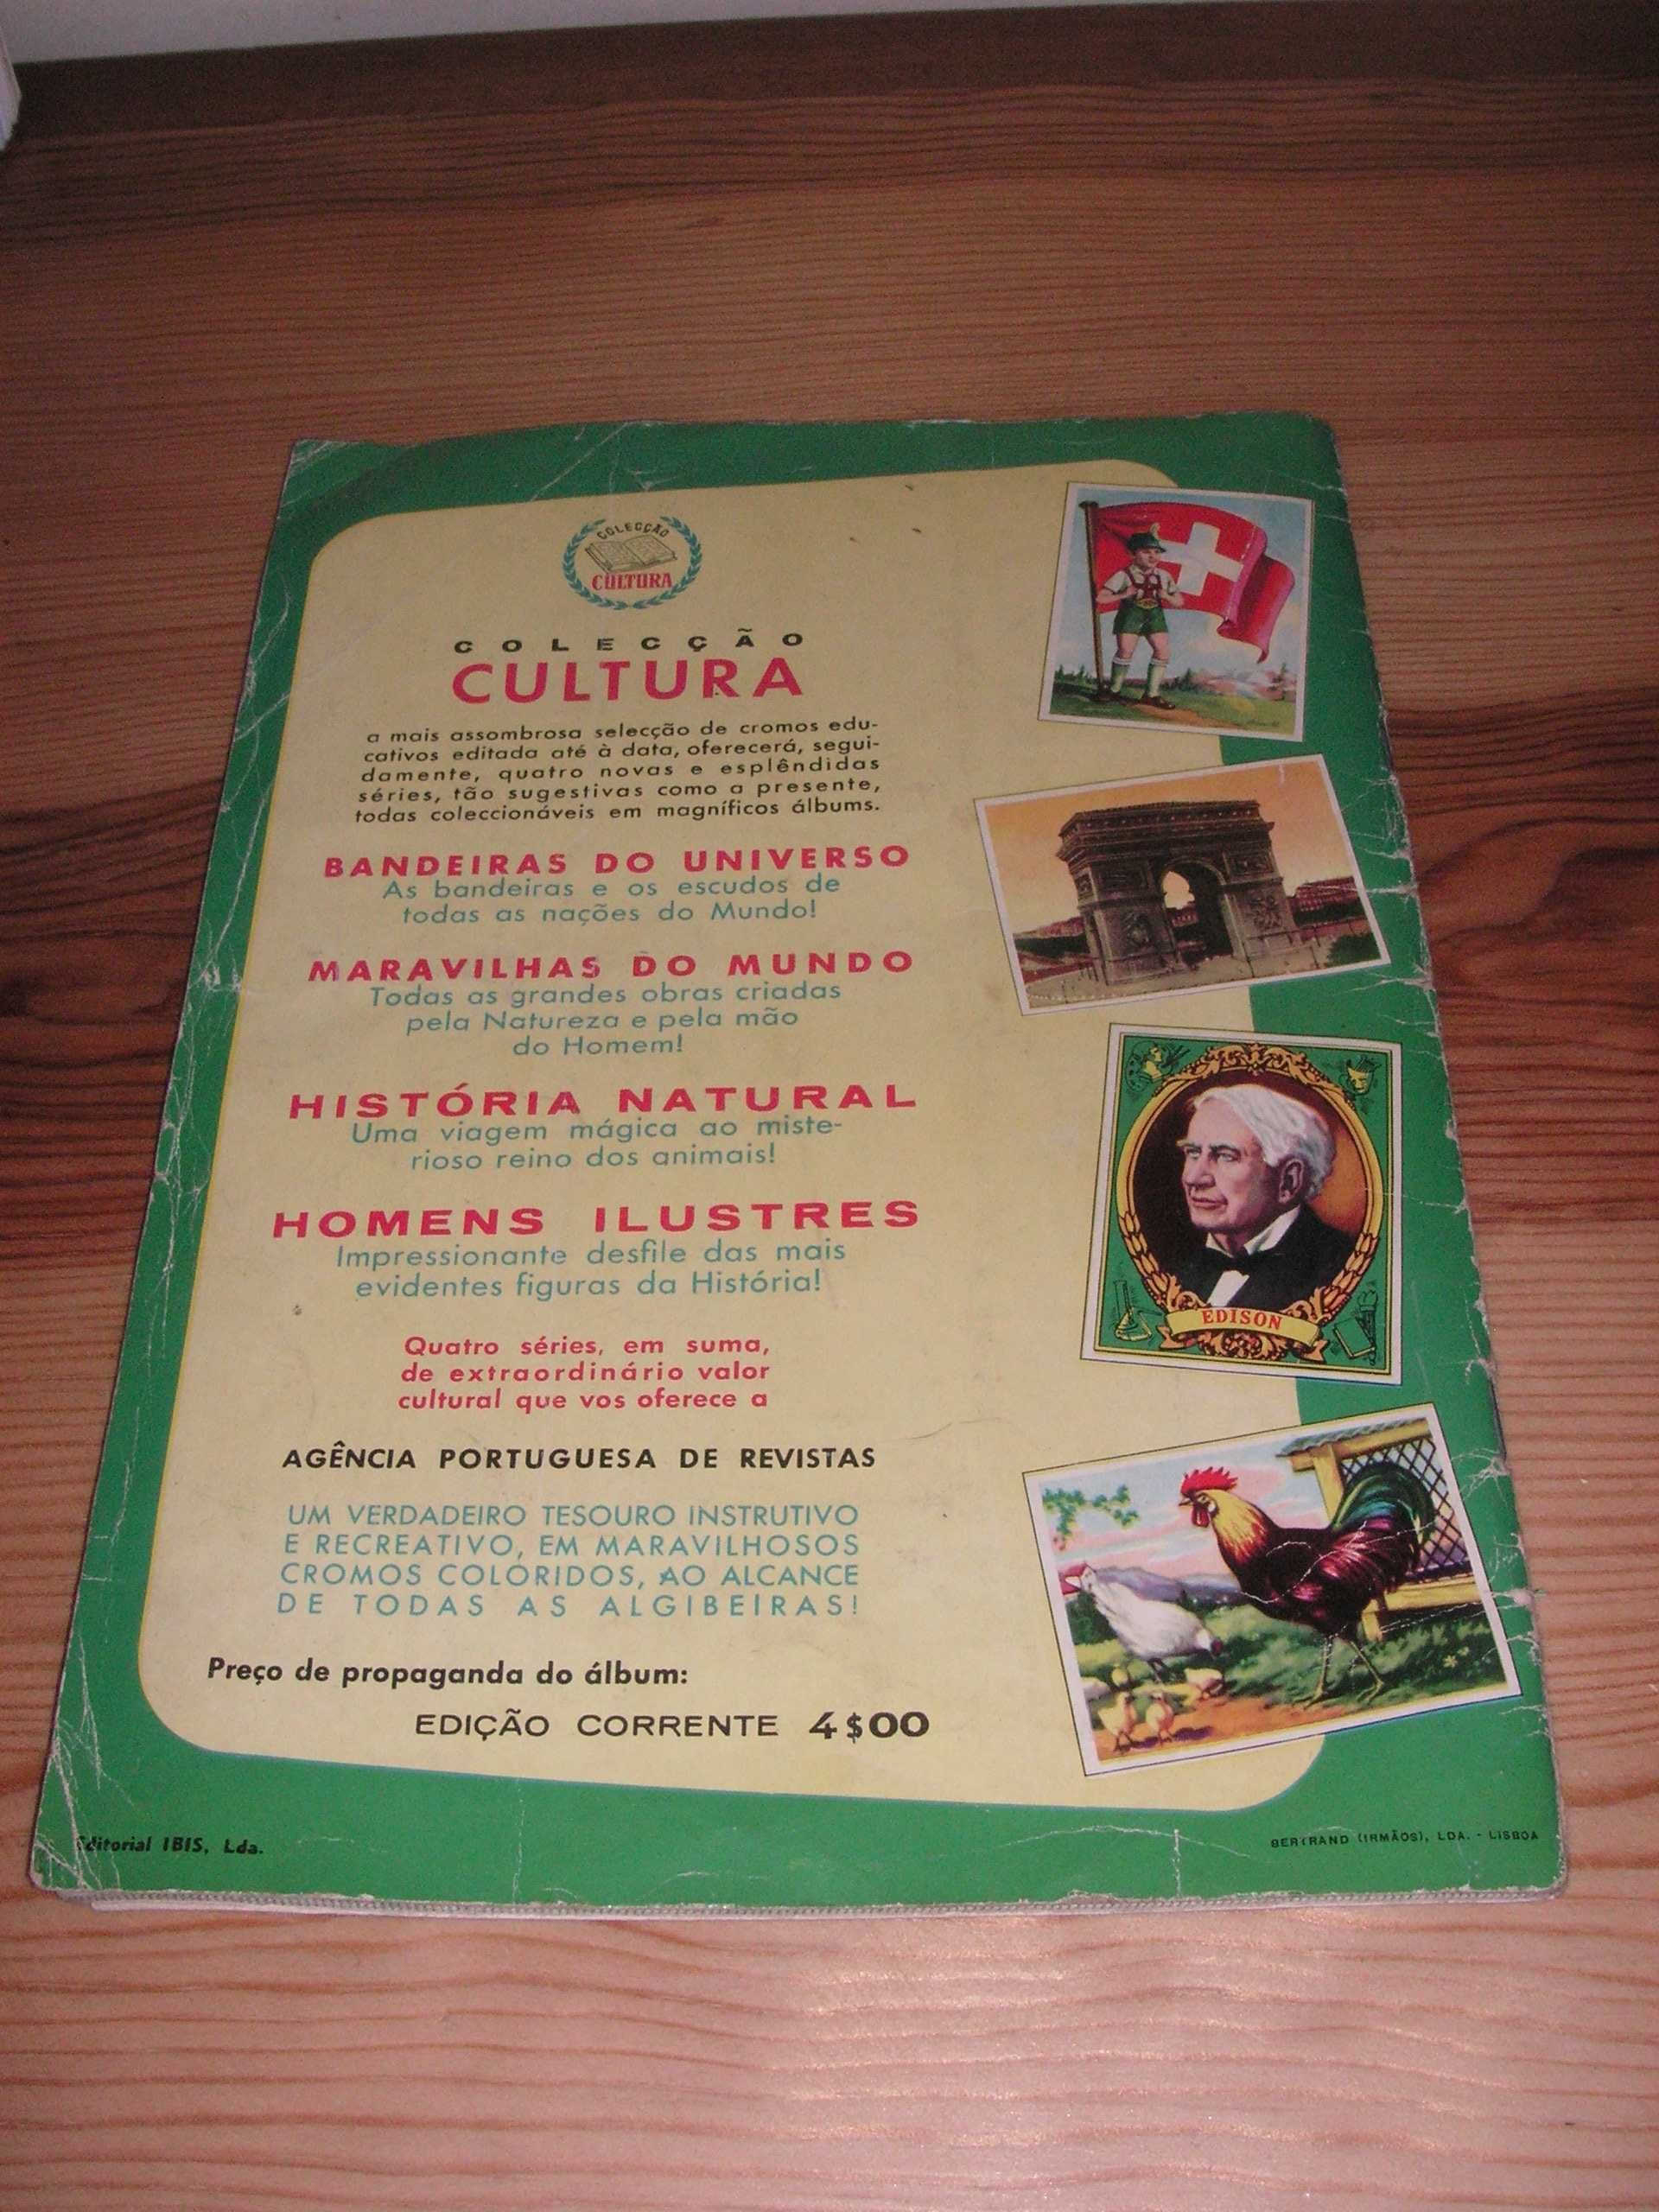 COLECÇÃO
CULTURA
COLECÇÃO
CULTURA
a mais assombrosa selecção de cromos edu-
cativos editada até à data, oferecerá, segui-
damente, quatro novas e esplêndidas
séries, tão sugestivas como a presente,
todas coleccionáveis em magníficos álbums.
BANDEIRAS DO UNIVERSO
As bandeiras e os escudos de
todas as nações do Mundo!
MARAVILHAS DO MUNDO
Todas as grandes obras criadas
pela Natureza e pela mão
do Homem!
HISTÓRIA NATURAL
Uma viagem mágica ao miste-
rioso reino dos animais!
HOMENS ILUSTRES
Impressionante desfile das mais
evidentes figuras da História!
EDISON
Quatro séries, em suma,
de extraordinário valor
cultural que vos oferece a
AGÊNCIA PORTUGUESA DE REVISTAS
UM VERDADEIRO TESOURO INSTRUTIVO
E RECREATIVO, EM MARAVILHOSOS
CROMOS COLORIDOS, AO ALCANCE
DE TODAS AS ALGIBEIRAS!
Preço de propaganda do álbum:
EDIÇÃO CORRENTE 4$00
Editorial IBIS, Lda.
BERTRAND (IRMÃOS), LDA. - LISBOA